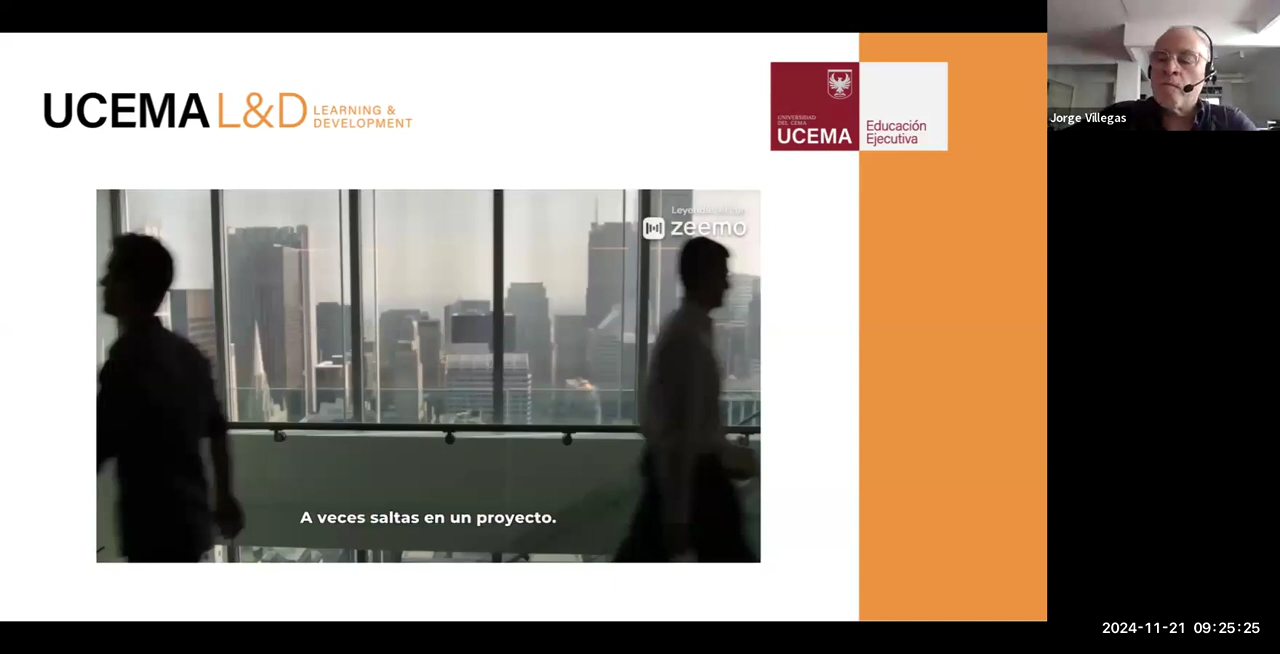 UCEMA L&D LEARNING &
DEVELOPMENT
UNIVERSIDAD
DEL CEMA
UCEMA
Educación
Ejecutiva
Jorge Villegas
zeemo
A veces saltas en un proyecto.
2024-11-21 09:25:25